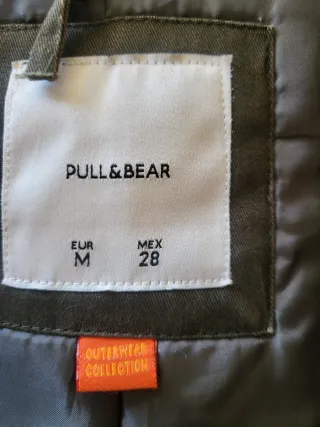 PULL&BEAR
EUR MEX
M 28
OUTERWEAR
COLLECTION